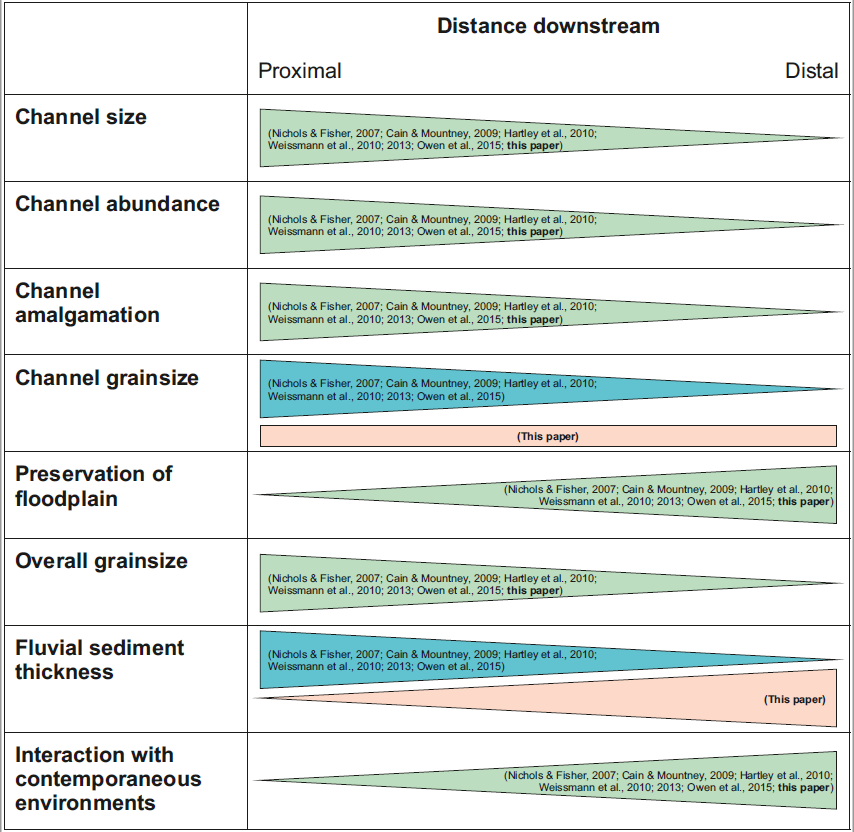 Distance downstream
Proximal
Distal
Channel size
(Nichols & Fisher, 2007; Cain & Mountney, 2009; Hartley et al., 2010;
Weissmann et al., 2010; 2013; Owen et al., 2015; this paper)
Channel abundance
(Nichols & Fisher, 2007; Cain & Mountney, 2009; Hartley et al., 2010;
Weissmann et al., 2010; 2013; Owen et al., 2015; this paper)
Channel
amalgamation
(Nichols & Fisher, 2007; Cain & Mountney, 2009; Hartley et al., 2010;
Weissmann et al., 2010; 2013; Owen et al., 2015; this paper)
Channel grainsize
(Nichols & Fisher, 2007; Cain & Mountney, 2009; Hartley et al., 2010;
Weissmann et al., 2010; 2013; Owen et al., 2015)
(This paper)
Preservation of
floodplain
(Nichols & Fisher, 2007; Cain & Mountney, 2009; Hartley et al., 2010;
Weissmann et al., 2010; 2013; Owen et al., 2015; this paper)
Overall grainsize
(Nichols & Fisher, 2007; Cain & Mountney, 2009; Hartley et al., 2010;
Weissmann et al., 2010; 2013; Owen et al., 2015; this paper)
Fluvial sediment
thickness
(Nichols & Fisher, 2007; Cain & Mountney, 2009; Hartley et al., 2010;
Weissmann et al., 2010; 2013; Owen et al., 2015)
(This paper)
Interaction with
contemporaneous
environments
(Nichols & Fisher, 2007; Cain & Mountney, 2009; Hartley et al., 2010;
Weissmann et al., 2010; 2013; Owen et al., 2015; this paper)